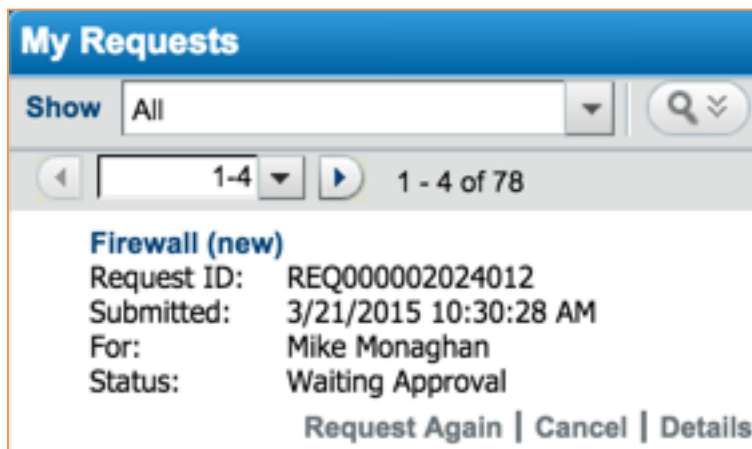 My Requests
Show All
1-4 1 - 4 of 78
Firewall (new)
Request ID: REQ000002024012
Submitted: 3/21/2015 10:30:28 AM
For: Mike Monaghan
Status: Waiting Approval
Request Again | Cancel | Details